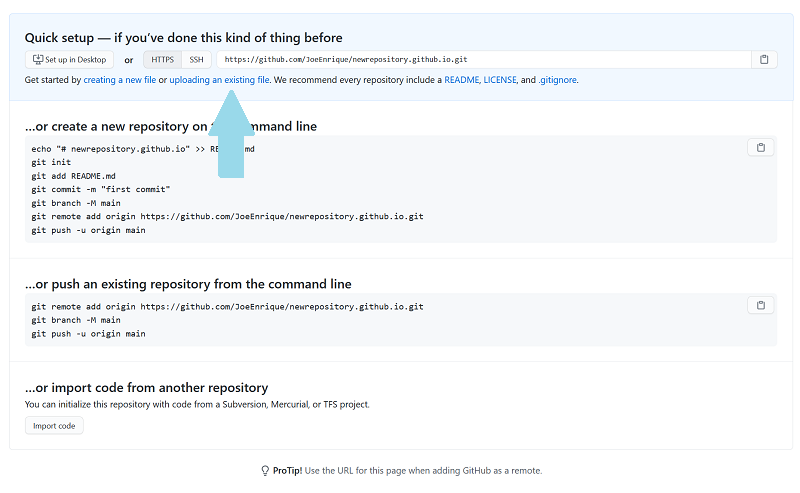 Quick setup — if you've done this kind of thing before
Set up in Desktop or HTTPS SSH https://github.com/JoeEnrique/newrepository.github.io.git
Get started by creating a new file or uploading an existing file. We recommend every repository include a README, LICENSE, and .gitignore.
…or create a new repository on command line
echo "# newrepository.github.io" >> md
git init
git add README.md
git commit -m "first commit"
git branch -M main
git remote add origin https://github.com/JoeEnrique/newrepository.github.io.git
git push -u origin main
…or push an existing repository from the command line
git remote add origin https://github.com/JoeEnrique/newrepository.github.io.git
git branch -M main
git push -u origin main
…or import code from another repository
You can initialize this repository with code from a Subversion, Mercurial, or TFS project.
Import code
ProTip! Use the URL for this page when adding GitHub as a remote.